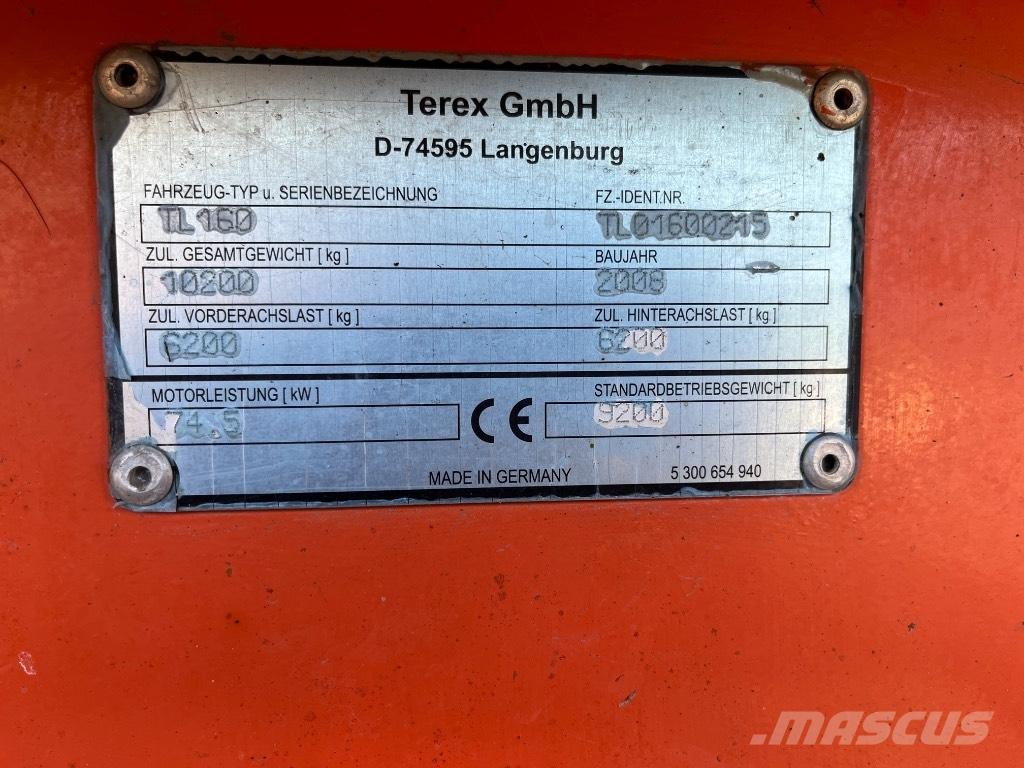 Terex GmbH
D-74595 Langenburg
FAHRZEUG-TYP u. SERIENBEZEICHNUNG FZ.-IDENT.NR.
TL160 TL01600215
ZUL. GESAMTGEWICHT [ kg ] BAUJAHR
10200 2008
ZUL. VORDERACHSLAST [ kg ] ZUL. HINTERACHSLAST [ kg ]
6200 6200
MOTORLEISTUNG [ kW ] STANDARDBETRIEBSGEWICHT [ kg ]
74.5 CE 9200
MADE IN GERMANY 5 300 654 940
MASCUS